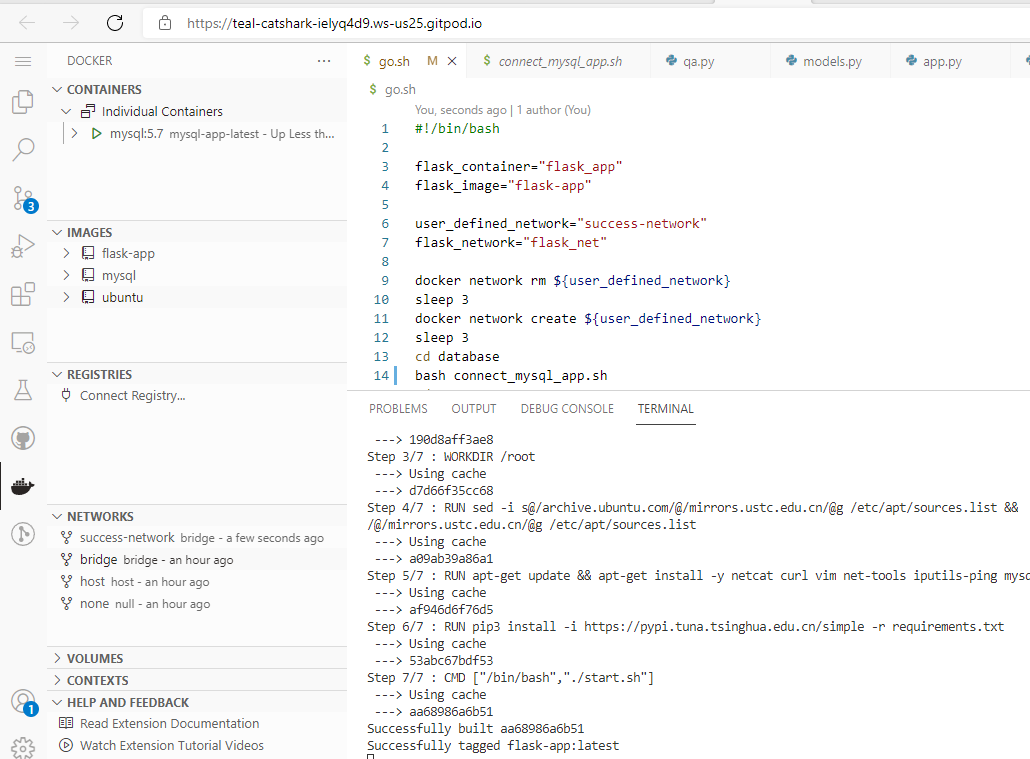 https://teal-catshark-ielyq4d9.ws-us25.gitpod.io
DOCKER
CONTAINERS
Individual Containers
mysql:5.7 mysql-app-latest - Up Less th...
IMAGES
flask-app
mysql
ubuntu
REGISTRIES
Connect Registry...
NETWORKS
success-network bridge - a few seconds ago
bridge bridge - an hour ago
host host - an hour ago
none null - an hour ago
VOLUMES
CONTEXTS
HELP AND FEEDBACK
Read Extension Documentation
Watch Extension Tutorial Videos
3
1
$ go.sh M
$ connect_mysql_app.sh
qa.py
models.py
app.py
$ go.sh
You, seconds ago | 1 author (You)
1 #!/bin/bash
2
3 flask_container="flask_app"
4 flask_image="flask-app"
5
6 user_defined_network="success-network"
7 flask_network="flask_net"
8
9 docker network rm ${user_defined_network}
10 sleep 3
11 docker network create ${user_defined_network}
12 sleep 3
13 cd database
14 bash connect_mysql_app.sh
PROBLEMS OUTPUT DEBUG CONSOLE TERMINAL
---> 190d8aff3ae8
Step 3/7 : WORKDIR /root
---> Using cache
---> d7d66f35cc68
Step 4/7 : RUN sed -i s@/archive.ubuntu.com/@/mirrors.ustc.edu.cn/@g /etc/apt/sources.list &&
/@/mirrors.ustc.edu.cn/@g /etc/apt/sources.list
---> Using cache
---> a09ab39a86a1
Step 5/7 : RUN apt-get update && apt-get install -y netcat curl vim net-tools iputils-ping
---> Using cache
---> af946d6f76d5
Step 6/7 : RUN pip3 install -i https://pypi.tuna.tsinghua.edu.cn/simple -r requirements.txt
---> Using cache
---> 53abc67bdf53
Step 7/7 : CMD ["/bin/bash","./start.sh"]
---> Using cache
---> aa68986a6b51
Successfully built aa68986a6b51
Successfully tagged flask-app:latest